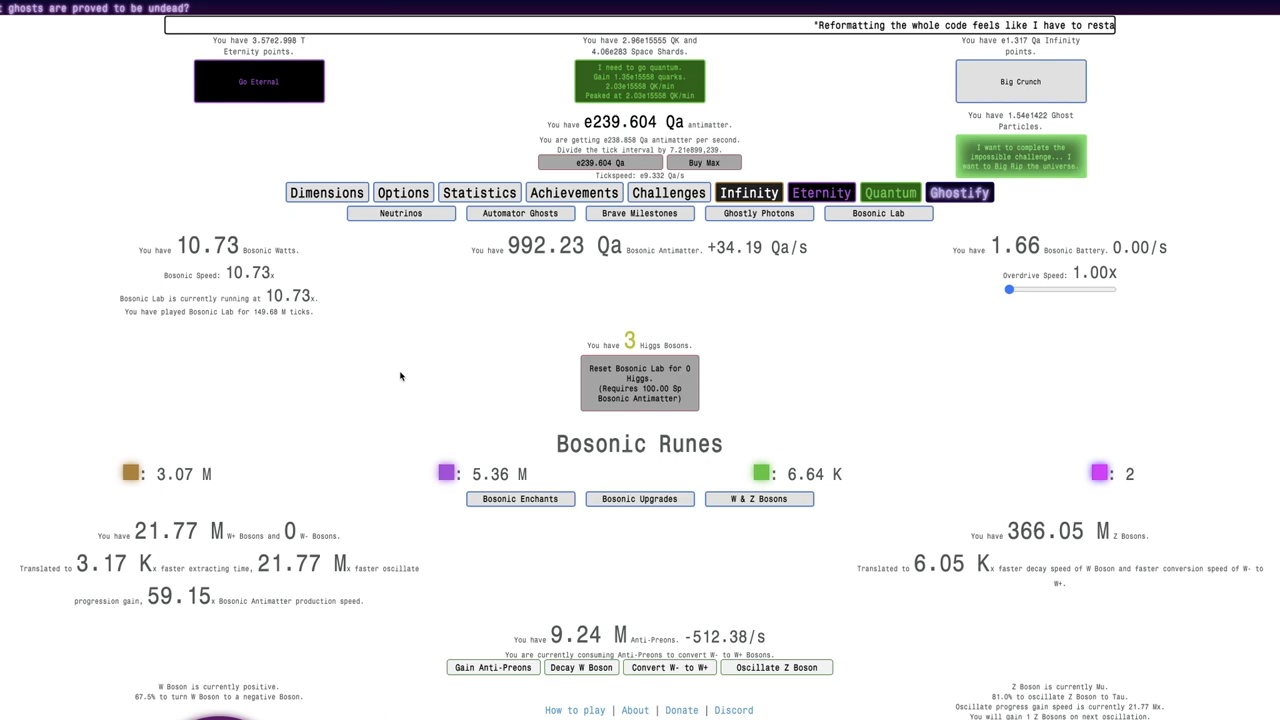 t ghosts are proved to be undead?
"Reformatting the whole code feels like I have to resta
You have 3.57e2.998 T
Eternity points.
Go Eternal
You have 2.96e15555 QK and
4.06e283 Space Shards.
I need to go quantum.
Gain 1.35e15558 quarks.
2.03e15558 QK/min
Peaked at 2.03e15558 QK/min
You have e1.317 Qa Infinity
points.
Big Crunch
You have 1.54e1422 Ghost
Particles.
I want to complete the
impossible challenge... I
want to Big Rip the universe.
You have e239.604 Qa antimatter.
You are getting e238.858 Qa antimatter per second.
Divide the tick interval by 7.21e899,239.
e239.604 Qa
Buy Max
Tickspeed: e9.332 Qa/s
Dimensions
Options
Statistics
Achievements
Challenges
Infinity
Eternity
Quantum
Ghostify
Neutrinos
Automator Ghosts
Brave Milestones
Ghostly Photons
Bosonic Lab
You have 10.73 Bosonic Watts.
Bosonic Speed: 10.73x
Bosonic Lab is currently running at 10.73x.
You have played Bosonic Lab for 149.68 M ticks.
You have 992.23 Qa Bosonic Antimatter. +34.19 Qa/s
You have 1.66 Bosonic Battery. 0.00/s
Overdrive Speed: 1.00x
You have 3 Higgs Bosons.
Reset Bosonic Lab for 0
Higgs.
(Requires 100.00 Sp
Bosonic Antimatter)
Bosonic Runes
: 3.07 M
: 5.36 M
: 6.64 K
: 2
Bosonic Enchants
Bosonic Upgrades
W & Z Bosons
You have 21.77 M W+ Bosons and 0 W- Bosons.
Translated to 3.17 Kx faster extracting time, 21.77 Mx faster oscillate
progression gain, 59.15x Bosonic Antimatter production speed.
You have 366.05 M Z Bosons.
Translated to 6.05 Kx faster decay speed of W Boson and faster conversion speed of W- to
W+.
You have 9.24 M Anti-Preons. -512.38/s
You are currently consuming Anti-Preons to convert W- to W+ Bosons.
Gain Anti-Preons
Decay W Boson
Convert W- to W+
Oscillate Z Boson
W Boson is currently positive.
67.5% to turn W Boson to a negative Boson.
Z Boson is currently Mu.
81.0% to oscillate Z Boson to Tau.
Oscillate progress gain speed is currently 21.77 Mx.
You will gain 1 Z Bosons on next oscillation.
How to play | About | Donate | Discord